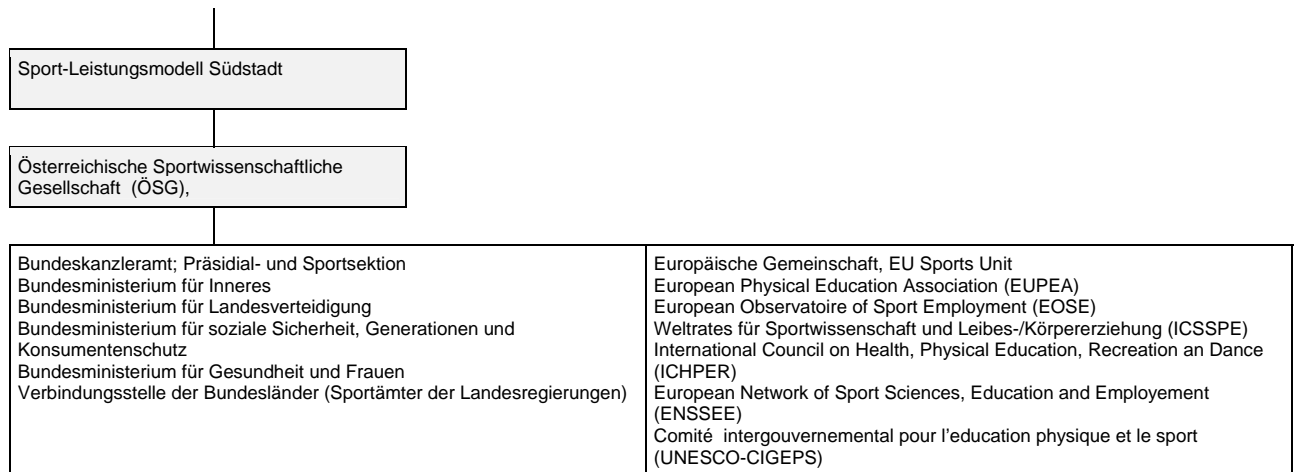 Sport-Leistungsmodell Südstadt
Österreichische Sportwissenschaftliche
Gesellschaft (ÖSG),
Bundeskanzleramt; Präsidial- und Sportsektion
Bundesministerium für Inneres
Bundesministerium für Landesverteidigung
Bundesministerium für soziale Sicherheit, Generationen und
Konsumentenschutz
Bundesministerium für Gesundheit und Frauen
Verbindungsstelle der Bundesländer (Sportämter der Landesregierungen)
Europäische Gemeinschaft, EU Sports Unit
European Physical Education Association (EUPEA)
European Observatoire of Sport Employment (EOSE)
Weltrates für Sportwissenschaft und Leibes-/Körpererziehung (ICSSPE)
International Council on Health, Physical Education, Recreation an Dance
(ICHPER)
European Network of Sport Sciences, Education and Employement
(ENSSEE)
Comité intergouvernemental pour l'education physique et le sport
(UNESCO-CIGEPS)